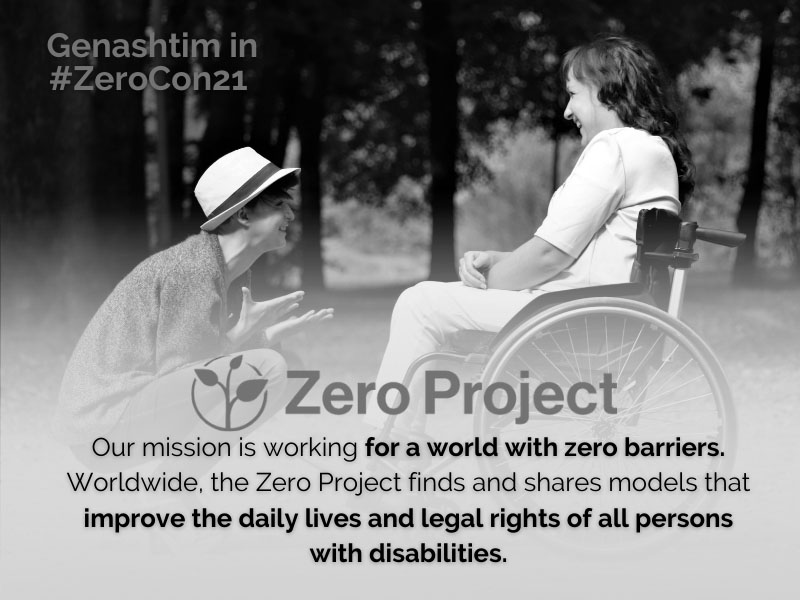 Genashtim in
#ZeroCon21
Zero Project
Our mission is working for a world with zero barriers.
Worldwide, the Zero Project finds and shares models that
improve the daily lives and legal rights of all persons
with disabilities.